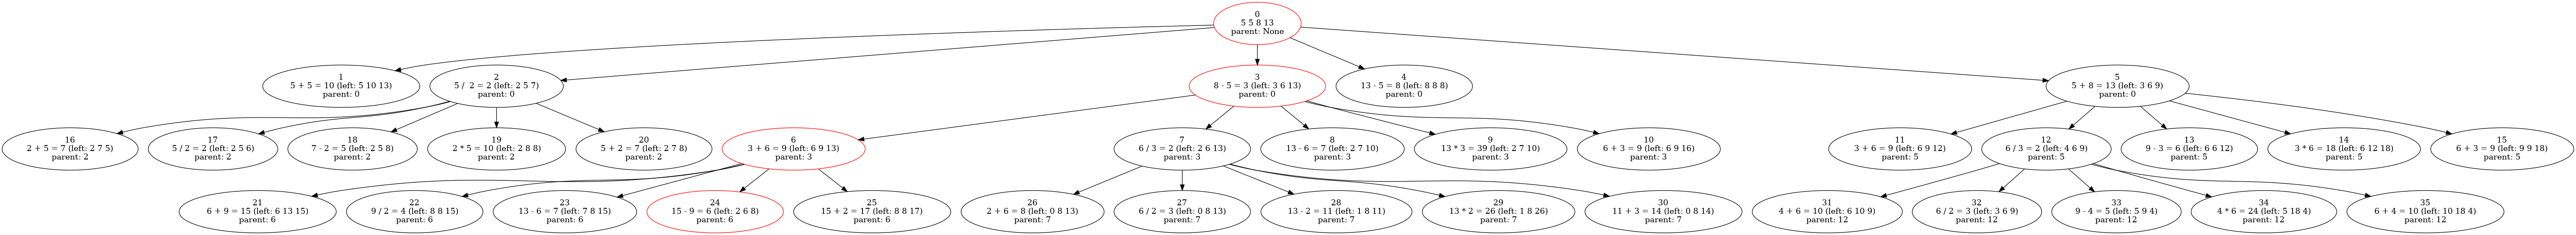 0
5 5 8 13
parent: None
1
5 + 5 = 10 (left: 5 10 13)
parent: 0
2
5 /  2 = 2 (left: 2 5 7)
parent: 0
3
8 - 5 = 3 (left: 3 6 13)
parent: 0
4
13 - 5 = 8 (left: 8 8 8)
parent: 0
5
5 + 8 = 13 (left: 3 6 9)
parent: 0
16
2 + 5 = 7 (left: 2 7 5)
parent: 2
17
5 / 2 = 2 (left: 2 5 6)
parent: 2
18
7 - 2 = 5 (left: 2 5 8)
parent: 2
19
2 * 5 = 10 (left: 2 8 8)
parent: 2
20
5 + 2 = 7 (left: 2 7 8)
parent: 2
6
3 + 6 = 9 (left: 6 9 13)
parent: 3
7
6 / 3 = 2 (left: 2 6 13)
parent: 3
8
13 - 6 = 7 (left: 2 7 10)
parent: 3
9
13 * 3 = 39 (left: 2 7 10)
parent: 3
10
6 + 3 = 9 (left: 6 9 16)
parent: 3
11
3 + 6 = 9 (left: 6 9 12)
parent: 5
12
6 / 3 = 2 (left: 4 6 9)
parent: 5
13
9 - 3 = 6 (left: 6 6 12)
parent: 5
14
3 * 6 = 18 (left: 6 12 18)
parent: 5
15
6 + 3 = 9 (left: 9 9 18)
parent: 5
21
6 + 9 = 15 (left: 6 13 15)
parent: 6
22
9 / 2 = 4 (left: 8 8 15)
parent: 6
23
13 - 6 = 7 (left: 7 8 15)
parent: 6
24
15 - 9 = 6 (left: 2 6 8)
parent: 6
25
15 + 2 = 17 (left: 8 8 17)
parent: 6
26
2 + 6 = 8 (left: 0 8 13)
parent: 7
27
6 / 2 = 3 (left: 0 8 13)
parent: 7
28
13 - 2 = 11 (left: 1 8 11)
parent: 7
29
13 * 2 = 26 (left: 1 8 26)
parent: 7
30
11 + 3 = 14 (left: 0 8 14)
parent: 7
31
4 + 6 = 10 (left: 6 10 9)
parent: 12
32
6 / 2 = 3 (left: 3 6 9)
parent: 12
33
9 - 4 = 5 (left: 5 9 4)
parent: 12
34
4 * 6 = 24 (left: 5 18 4)
parent: 12
35
6 + 4 = 10 (left: 10 18 4)
parent: 12